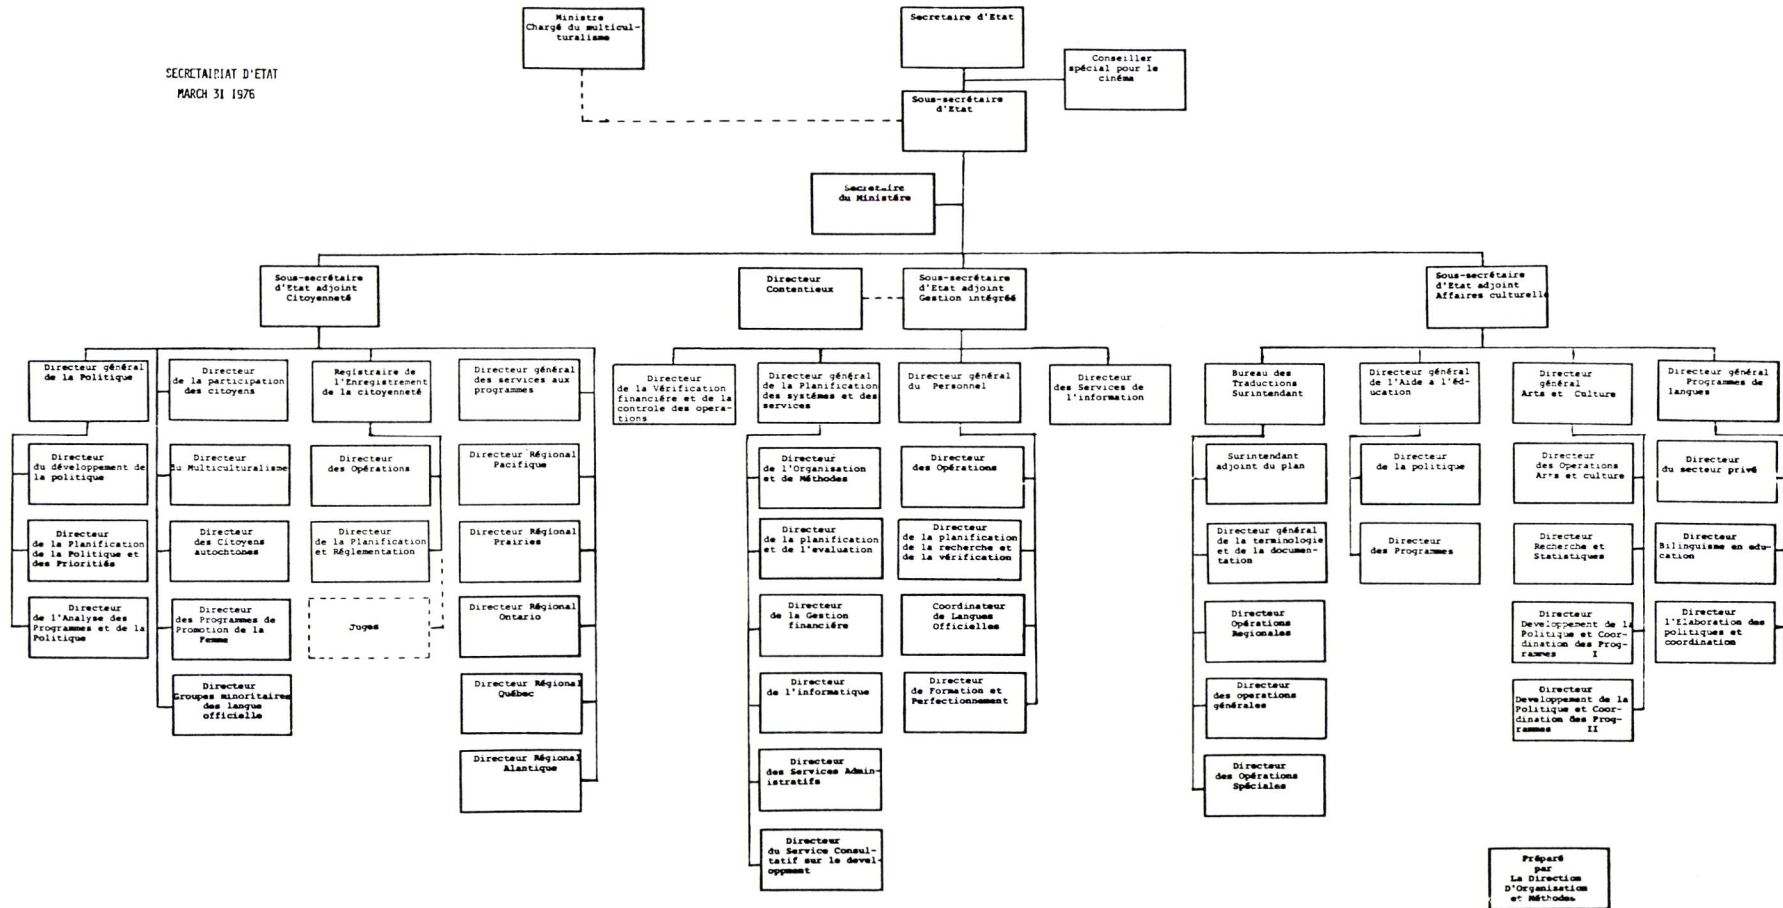 Ministre
Chargé du multicul-
turalisme
Secretaire d'Etat
Conseiller
spécial pour le
cinéma
SECRETAIRIAT D'ETAT
MARCH 31 1976
Sous-secrétaire
d'Etat
Secretaire
du Ministére
Sous-secrétaire
d'Etat adjoint
Citoyenneté
Directeur
Contentieux
Sous-secrétaire
d'Etat adjoint
Gestion intégréé
Sous-secrétaire
d'Etat adjoint
Affaires culturelle
Directeur général
de la Politique
Directeur
du développement de
la politique
Directeur
de la Planification
de la Politique et
des Prioritiés
Directeur
de l'Analyse des
Programmes et de la
Politique
Directeur
de la participation
des citoyens
Directeur
du Multiculturalisme
Directeur
des Citoyens
autochtones
Directeur
des Programmes de
Promotion de la
Femme
Directeur
Groupes minoritaires
des langue
officielle
Registraire de
l'Enregistrement
de la citoyenneté
Directeur
des Opérations
Directeur
de la Planification
et Réglementation
Juges
Directeur général
des services aux
programmes
Directeur Régional
Pacifique
Directeur Régional
Prairies
Directeur Régional
Ontario
Directeur Régional
Québec
Directeur Régional
Alantique
Directeur
de la Vérification
financiére et de la
controle des opera-
tions
Directeur général
de la Planification
des systémes et des
services
Directeur
de l'Organisation
et de Méthodes
Directeur
de la planification
et de l'evaluation
Directeur
de la Gestion
financiére
Directeur
de l'informatique
Directeur
des Services Admin-
istratifs
Directeur
du Service Consul-
tatif sur le devel-
oppment
Directeur général
du Personnel
Directeur
des Opérations
Directeur
de la planification
de la recherche et
de la vérification
Coordinateur
de Langues
Officielles
Directeur
de Formation et
Perfectionnement
Directeur
des Services de
l'information
Bureau des
Traductions
Surintendant
Surintendant
adjoint du plan
Directeur général
de la terminologie
et de la documen-
tation
Directeur
Opérations
Regionales
Directeur
des operations
générales
Directeur
des Opérations
Spéciales
Directeur général
de l'Aide a l'éd-
ucation
Directeur
de la politique
Directeur
des Programmes
Directeur
général
Arts et Culture
Directeur
des Operations
Arts et culture
Directeur
Recherche et
Statistiques
Directeur
Developpement de la
Politique et Coor-
dination des Prog-
rammes I
Directeur
Developpement de la
Politique et Coor-
dination des Prog-
rammes II
Directeur général
Programmes de
langues
Directeur
du secteur privé
Directeur
Bilinguisme en edu-
cation
Directeur
l'Elaboration des
politiques et
coordination
Préparé
par
La Direction
D'Organisation
et Méthodes